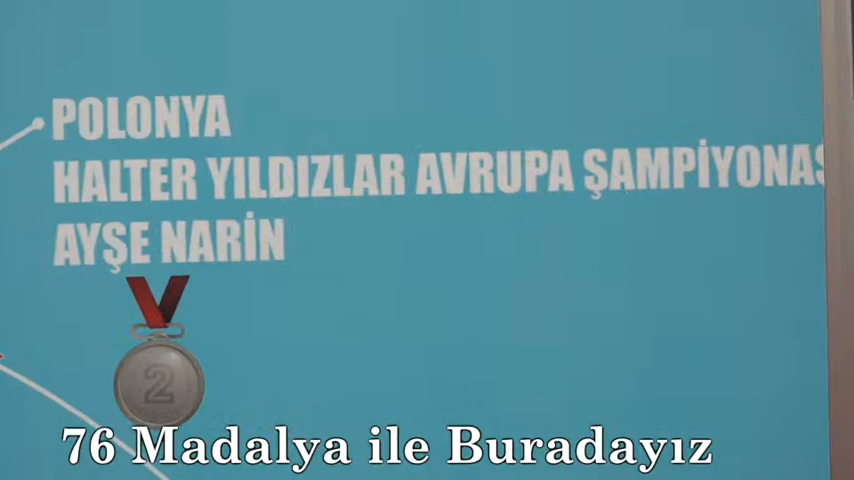 POLONYA
HALTER YILDIZLAR AVRUPA ŞAMPİYONAS
AYŞE NARİN
2
76 Madalya ile Buradayız